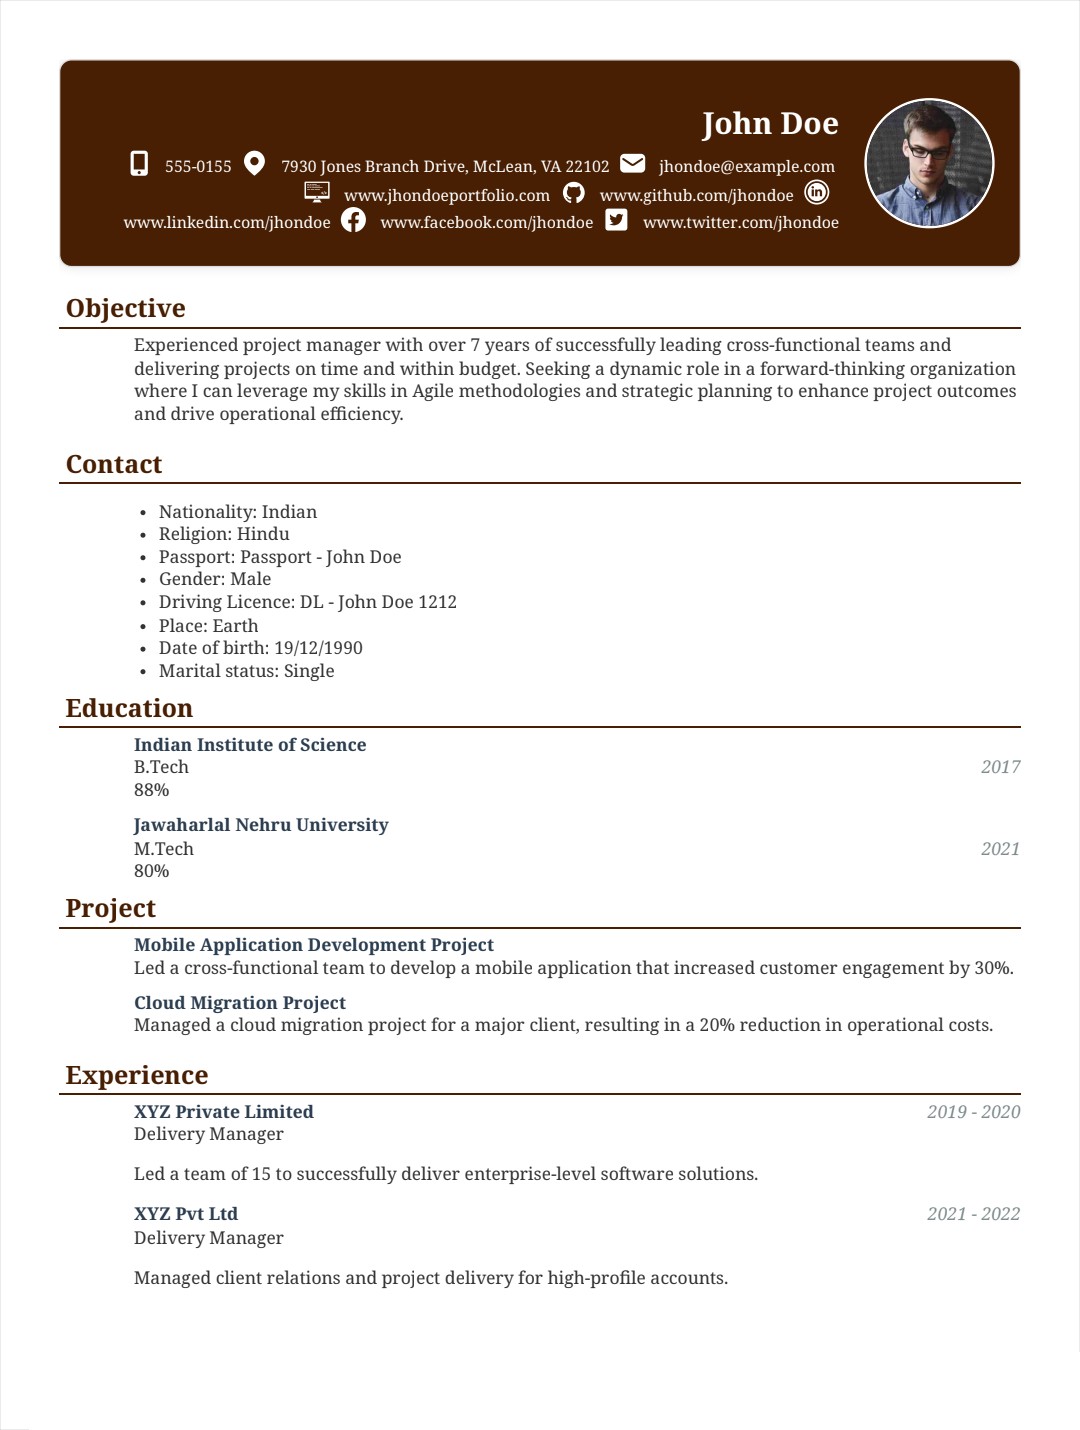 John Doe
555-0155 7930 Jones Branch Drive, McLean, VA 22102 jhondoe@example.com
www.jhondoeportfolio.com www.github.com/jhondoe
www.linkedin.com/jhondoe www.facebook.com/jhondoe www.twitter.com/jhondoe
Objective
Experienced project manager with over 7 years of successfully leading cross-functional teams and
delivering projects on time and within budget. Seeking a dynamic role in a forward-thinking organization
where I can leverage my skills in Agile methodologies and strategic planning to enhance project outcomes
and drive operational efficiency.
Contact
• Nationality: Indian
• Religion: Hindu
• Passport: Passport - John Doe
• Gender: Male
• Driving Licence: DL - John Doe 1212
• Place: Earth
• Date of birth: 19/12/1990
• Marital status: Single
Education
Indian Institute of Science
B.Tech 2017
88%
Jawaharlal Nehru University
M.Tech 2021
80%
Project
Mobile Application Development Project
Led a cross-functional team to develop a mobile application that increased customer engagement by 30%.
Cloud Migration Project
Managed a cloud migration project for a major client, resulting in a 20% reduction in operational costs.
Experience
XYZ Private Limited 2019 - 2020
Delivery Manager
Led a team of 15 to successfully deliver enterprise-level software solutions.
XYZ Pvt Ltd 2021 - 2022
Delivery Manager
Managed client relations and project delivery for high-profile accounts.